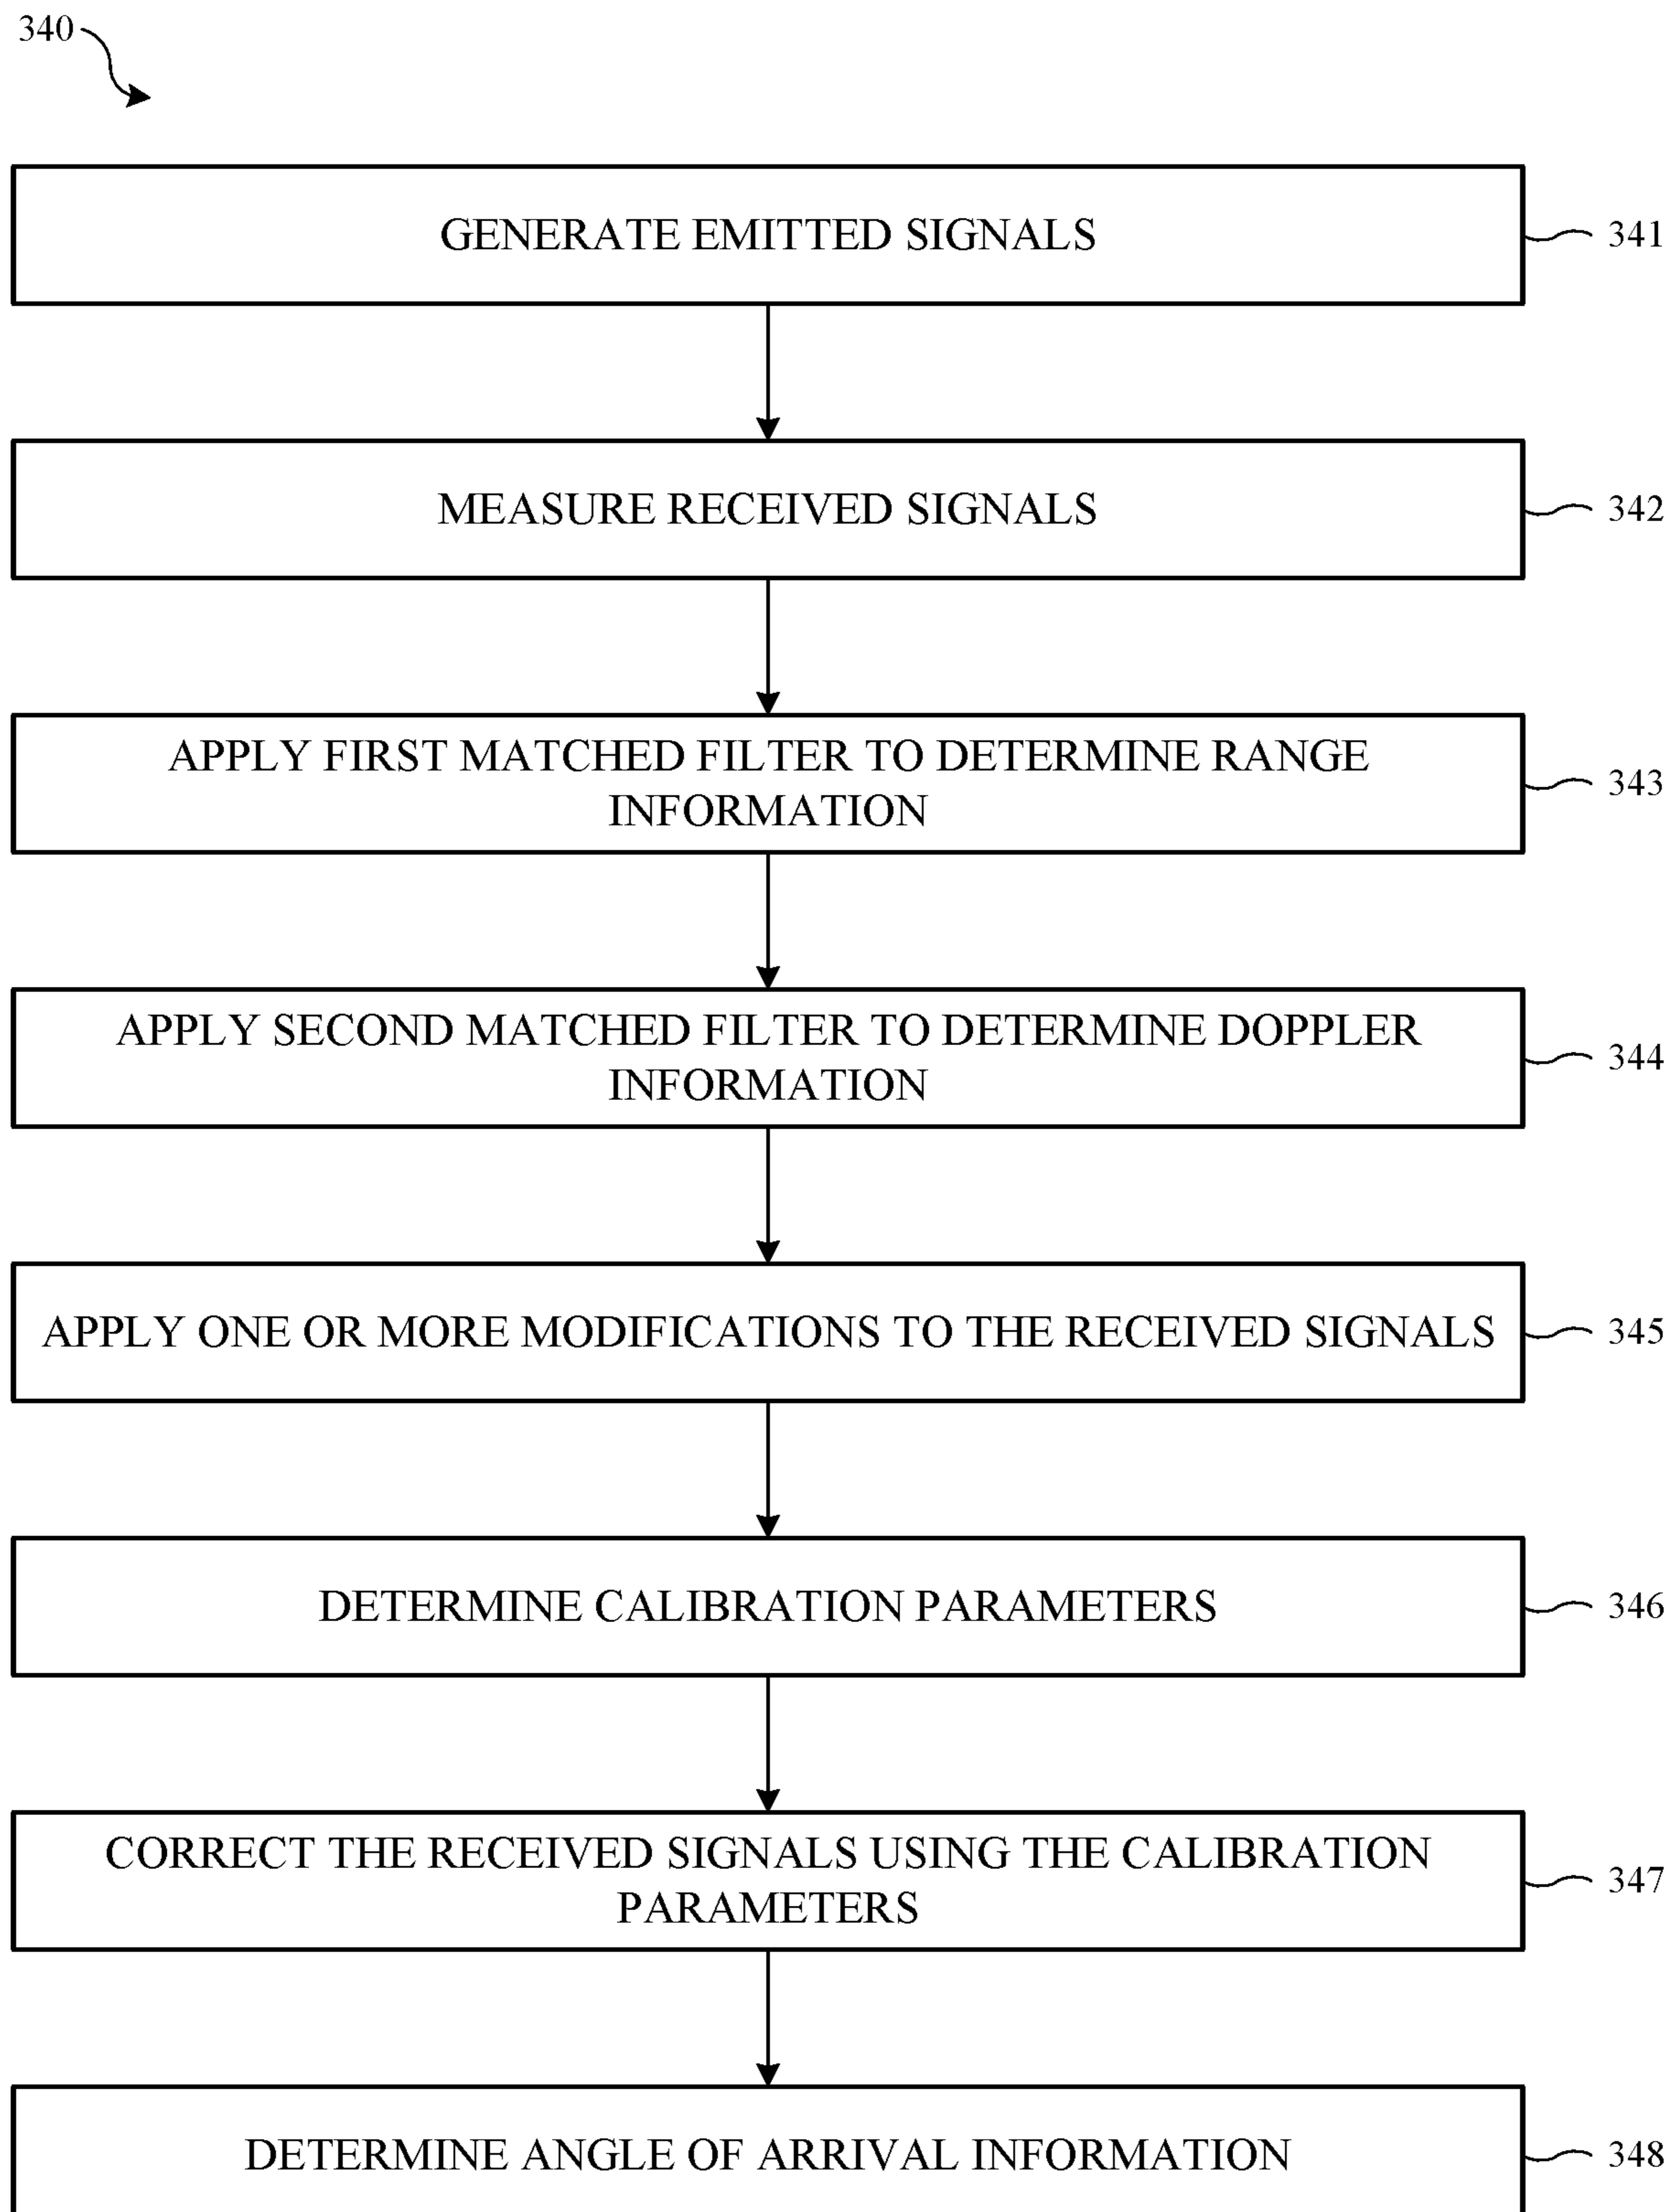 340
GENERATE EMITTED SIGNALS
341
MEASURE RECEIVED SIGNALS
342
APPLY FIRST MATCHED FILTER TO DETERMINE RANGE
INFORMATION
343
APPLY SECOND MATCHED FILTER TO DETERMINE DOPPLER
INFORMATION
344
APPLY ONE OR MORE MODIFICATIONS TO THE RECEIVED SIGNALS
345
DETERMINE CALIBRATION PARAMETERS
346
CORRECT THE RECEIVED SIGNALS USING THE CALIBRATION
PARAMETERS
347
DETERMINE ANGLE OF ARRIVAL INFORMATION
348